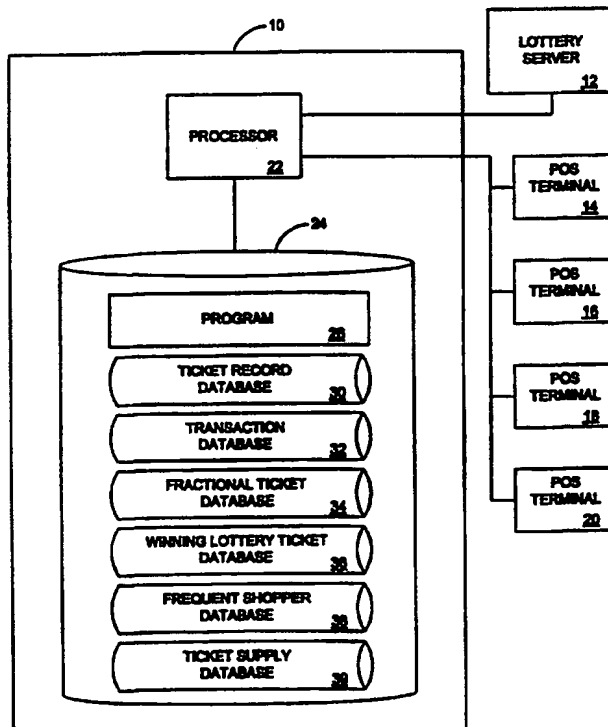 10
LOTTERY
SERVER
12
PROCESSOR
22
POS
TERMINAL
14
24
POS
TERMINAL
16
PROGRAM
TICKET RECORD
DATABASE
30
POS
TERMINAL
18
TRANSACTION
DATABASE
32
FRACTIONAL TICKET
DATABASE
34
POS
TERMINAL
20
WINNING LOTTERY TICKET
DATABASE
36
FREQUENT SHOPPER
DATABASE
TICKET SUPPLY
DATABASE